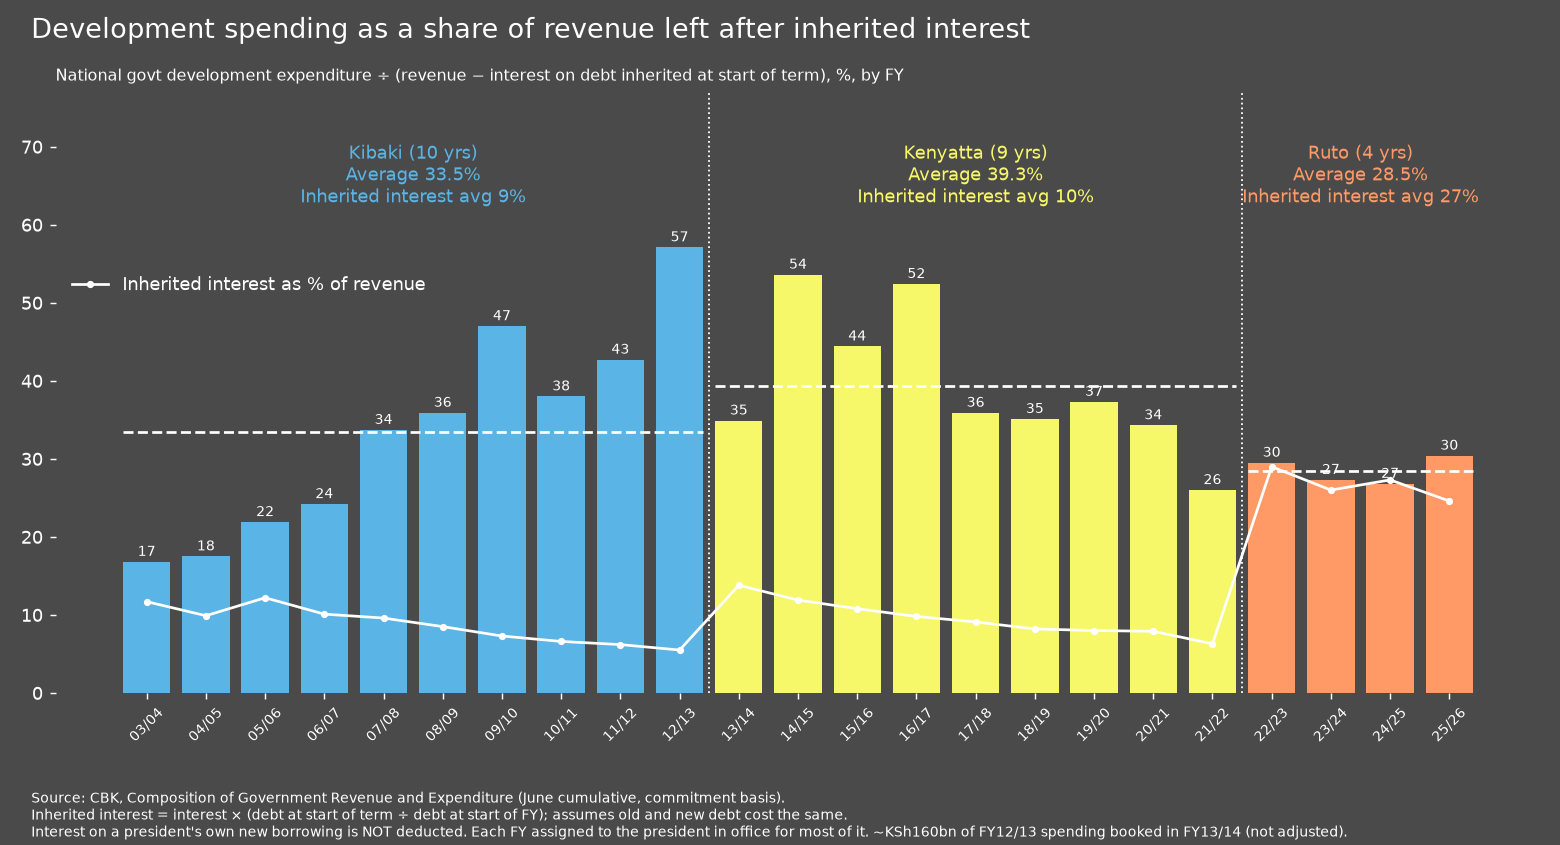 Development spending as a share of revenue left after inherited interest
National govt development expenditure ÷ (revenue − interest on debt inherited at start of term), %, by FY
70
60
50
40
30
20
10
0
Kibaki (10 yrs)
Average 33.5%
Inherited interest avg 9%
Kenyatta (9 yrs)
Average 39.3%
Inherited interest avg 10%
Ruto (4 yrs)
Average 28.5%
Inherited interest avg 27%
Inherited interest as % of revenue
17 18 22 24 34 36 47 38 43 57 35 54 44 52 36 35 37 34 26 30 27 27 30
03/04 04/05 05/06 06/07 07/08 08/09 09/10 10/11 11/12 12/13 13/14 14/15 15/16 16/17 17/18 18/19 19/20 20/21 21/22 22/23 23/24 24/25 25/26
Source: CBK, Composition of Government Revenue and Expenditure (June cumulative, commitment basis).
Inherited interest = interest × (debt at start of term ÷ debt at start of FY); assumes old and new debt cost the same.
Interest on a president's own new borrowing is NOT deducted. Each FY assigned to the president in office for most of it. ~KSh160bn of FY12/13 spending booked in FY13/14 (not adjusted).